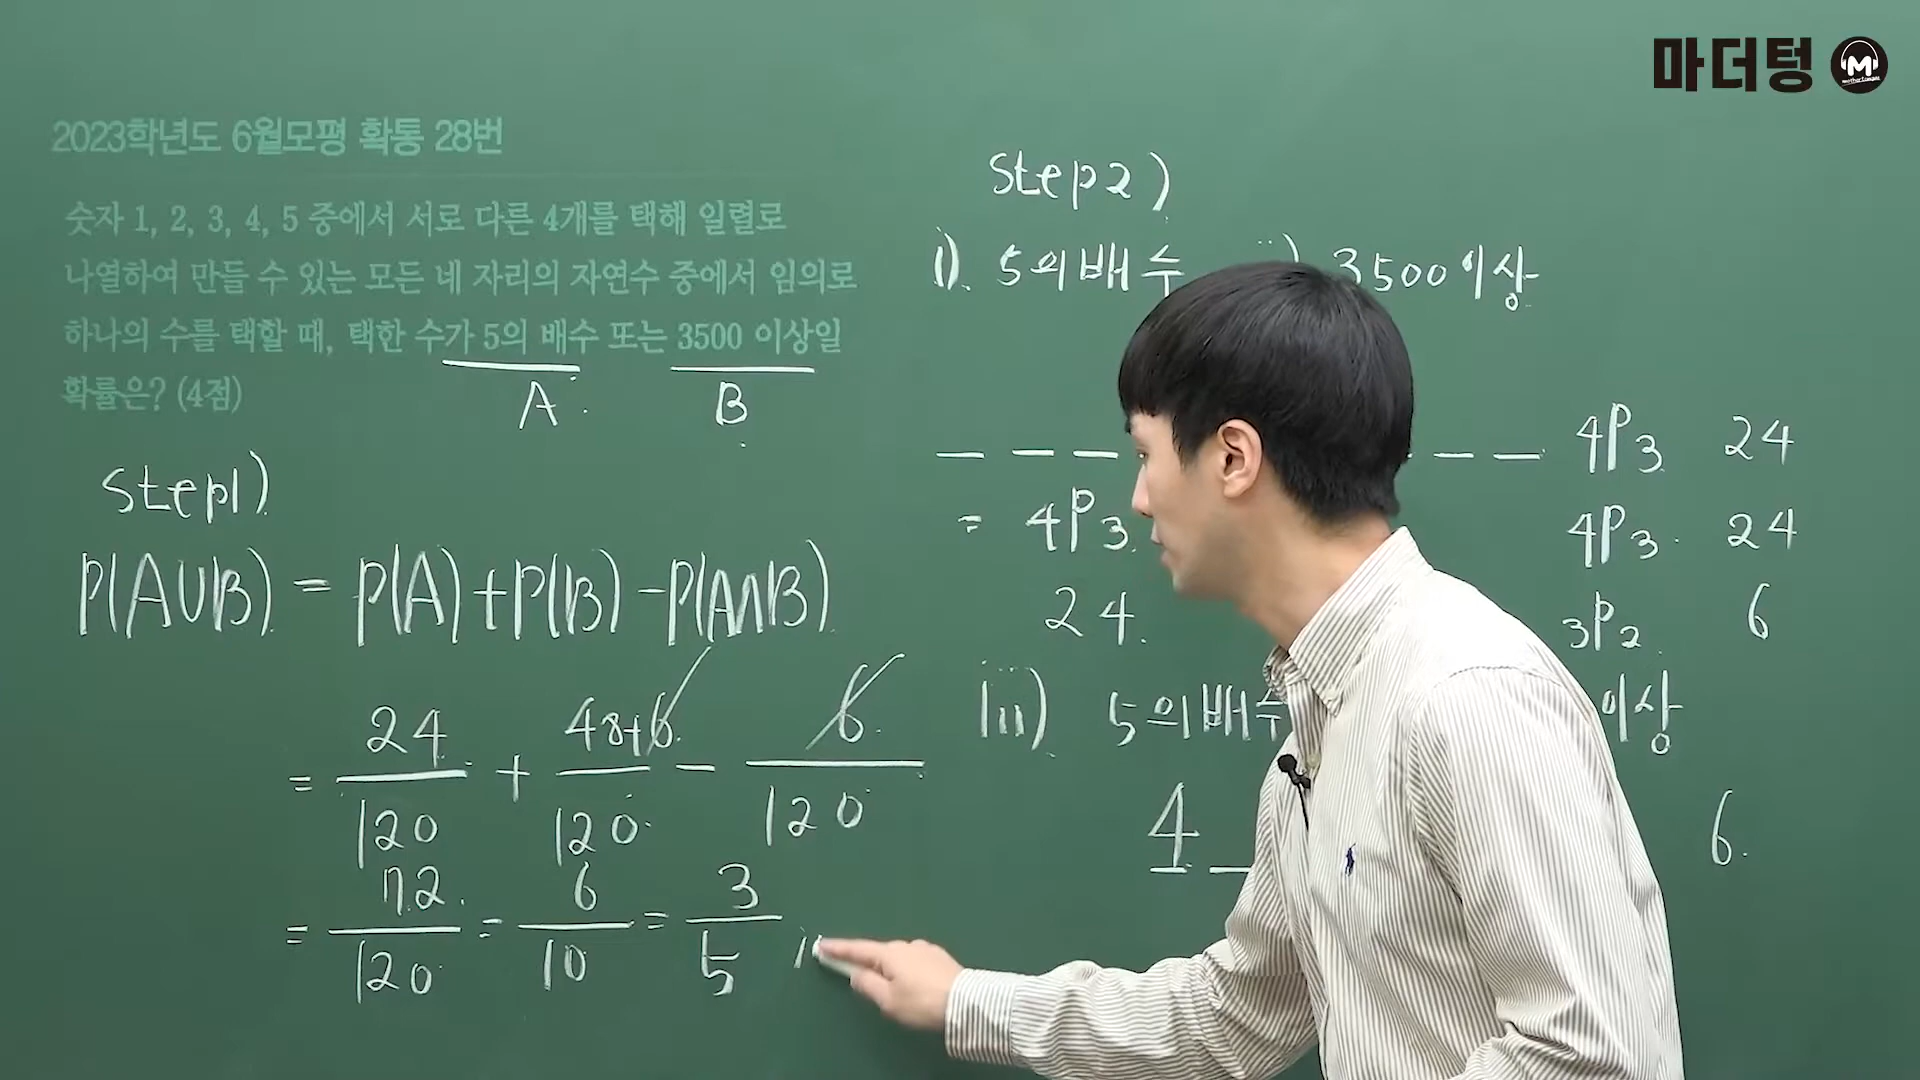 마더텅 M
2023학년도 6월모평 확통 28번
숫자 1, 2, 3, 4, 5 중에서 서로 다른 4개를 택해 일렬로
나열하여 만들 수 있는 모든 네 자리의 자연수 중에서 임의로
하나의 수를 택할 때, 택한 수가 5의 배수 또는 3500 이상일
확률은? (4점)
A B
Step1)
P(A∪B) = P(A)+P(B)-P(A∩B)
= 24/120 + 48+6/120 - 6/120
= 72/120 = 6/10 = 3/5
Step2)
i) 5의배수 ii) 3500이상
= 4P3
24
4P3 24
4P3 24
3P2 6
iii) 5의배수 이상
4 6